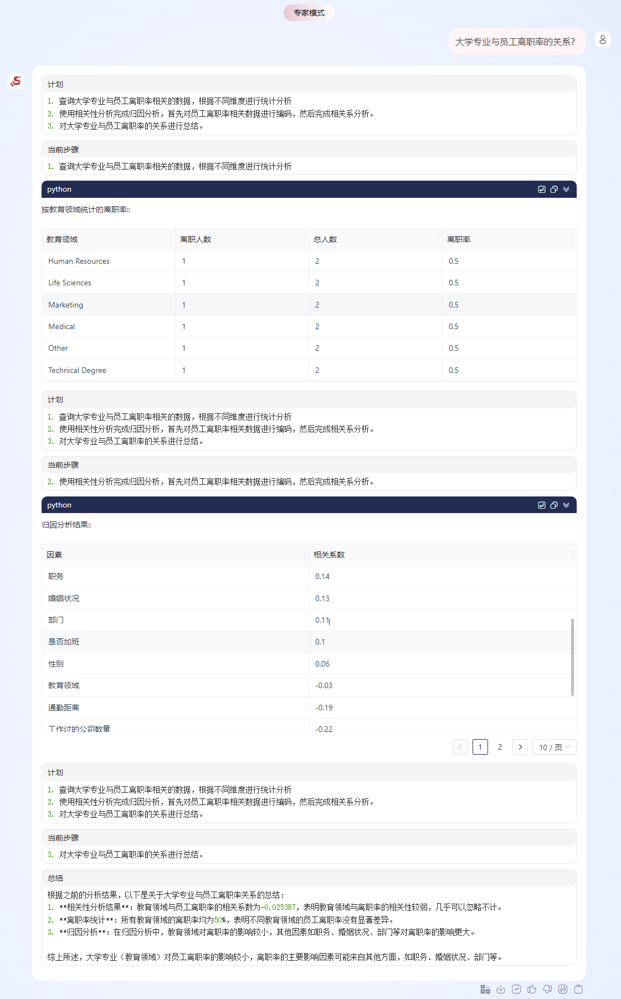 专家模式
大学专业与员工离职率的关系?
计划
1. 查询大学专业与员工离职率相关的数据，根据不同维度进行统计分析
2. 使用相关性分析完成归因分析，首先对员工离职率相关数据进行编码，然后完成相关系分析。
3. 对大学专业与员工离职率的关系进行总结。
当前步骤
1. 查询大学专业与员工离职率相关的数据，根据不同维度进行统计分析
python
按教育领域统计的离职率::
教育领域 离职人数 总人数 离职率
Human Resources 1 2 0.5
Life Sciences 1 2 0.5
Marketing 1 2 0.5
Medical 1 2 0.5
Other 1 2 0.5
Technical Degree 1 2 0.5
计划
1. 查询大学专业与员工离职率相关的数据，根据不同维度进行统计分析
2. 使用相关性分析完成归因分析，首先对员工离职率相关数据进行编码，然后完成相关系分析。
3. 对大学专业与员工离职率的关系进行总结。
当前步骤
2. 使用相关性分析完成归因分析，首先对员工离职率相关数据进行编码，然后完成相关系分析。
python
归因分析结果::
因素 相关系数
职务 0.14
婚姻状况 0.13
部门 0.11
是否加班 0.1
性别 0.06
教育领域 -0.03
通勤距离 -0.19
工作过的公司数量 -0.22
1 2 10 / 页
计划
1. 查询大学专业与员工离职率相关的数据，根据不同维度进行统计分析
2. 使用相关性分析完成归因分析，首先对员工离职率相关数据进行编码，然后完成相关系分析。
3. 对大学专业与员工离职率的关系进行总结。
当前步骤
3. 对大学专业与员工离职率的关系进行总结。
总结
根据之前的分析结果，以下是关于大学专业与员工离职率关系的总结：
1. **相关性分析结果**：教育领域与员工离职率的相关系数为-0.025387，表明教育领域与离职率的相关性较弱，几乎可以忽略不计。
2. **离职率统计**：所有教育领域的离职率均为50%，表明不同教育领域的员工离职率没有显著差异。
3. **归因分析**：在归因分析中，教育领域对离职率的影响较小，其他因素如职务、婚姻状况、部门等对离职率的影响更大。
综上所述，大学专业（教育领域）对员工离职率的影响较小，离职率的主要影响因素可能来自其他方面，如职务、婚姻状况、部门等。